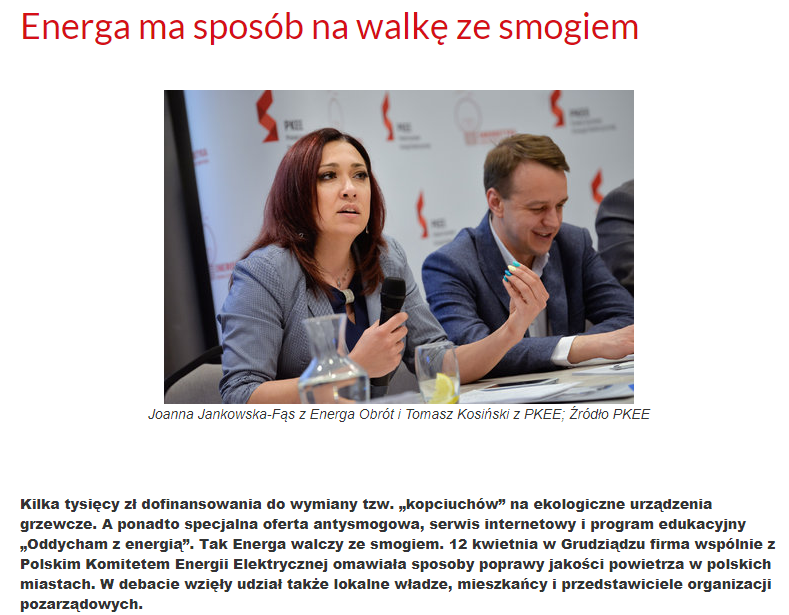 Energa ma sposób na walkę ze smogiem
PKEE
PKEE
PKEE
Joanna Jankowska-Fąs z Energa Obrót i Tomasz Kosiński z PKEE; Źródło PKEE
Kilka tysięcy zł dofinansowania do wymiany tzw. „kopciuchów” na ekologiczne urządzenia
grzewcze. A ponadto specjalna oferta antysmogowa, serwis internetowy i program edukacyjny
„Oddycham z energią”. Tak Energa walczy ze smogiem. 12 kwietnia w Grudziądzu firma wspólnie z
Polskim Komitetem Energii Elektrycznej omawiała sposoby poprawy jakości powietrza w polskich
miastach. W debacie wzięły udział także lokalne władze, mieszkańcy i przedstawiciele organizacji
pozarządowych.